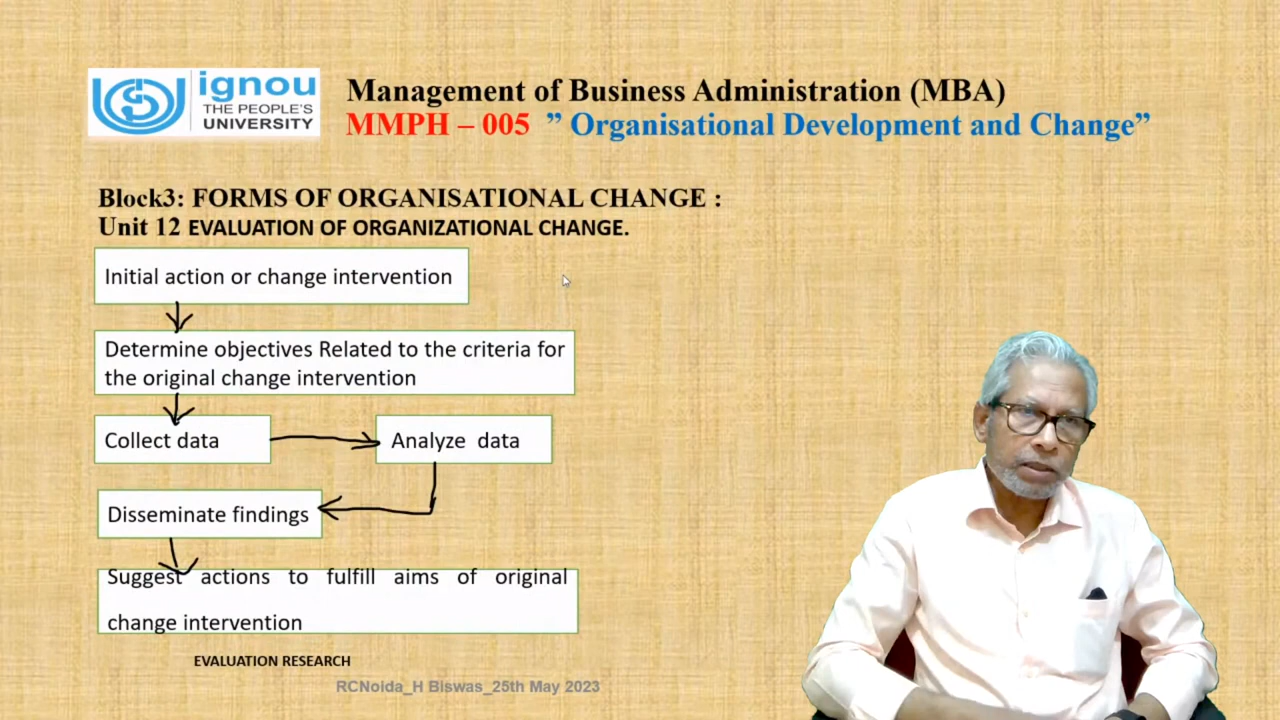 ignou
THE PEOPLE'S
UNIVERSITY
Management of Business Administration (MBA)
MMPH – 005 ” Organisational Development and Change”
Block3: FORMS OF ORGANISATIONAL CHANGE :
Unit 12 EVALUATION OF ORGANIZATIONAL CHANGE.
Initial action or change intervention
Determine objectives Related to the criteria for
the original change intervention
Collect data
Analyze data
Disseminate findings
Suggest actions to fulfill aims of original
change intervention
EVALUATION RESEARCH
RCNoida_H Biswas_25th May 2023